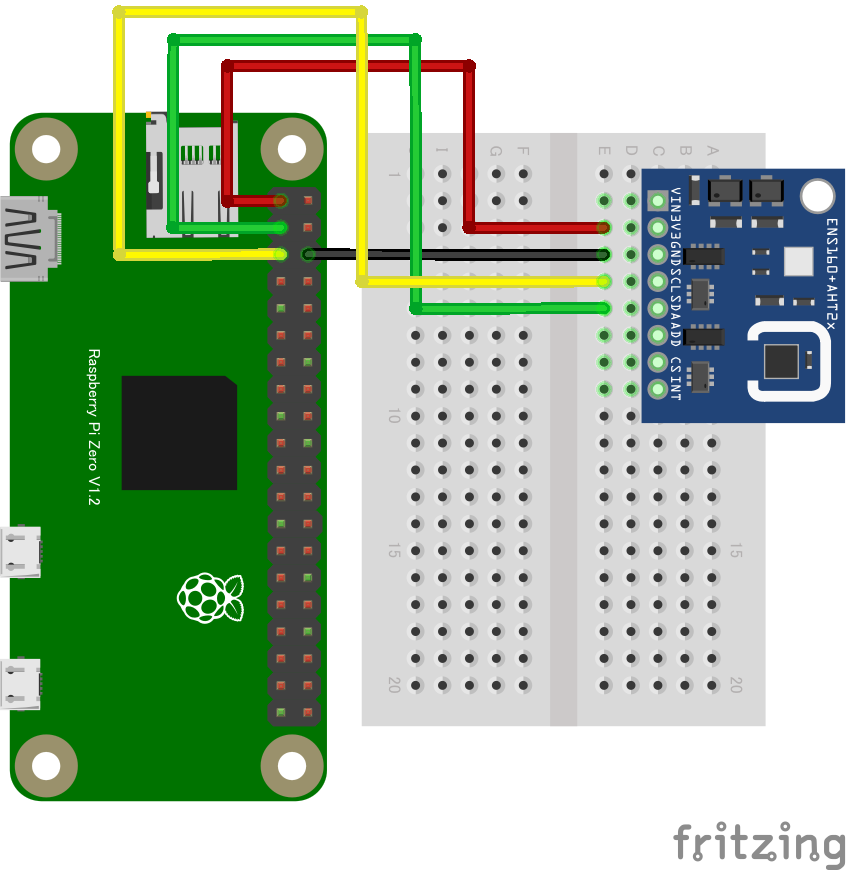 I G F E D C B A
1
VIN
3V3
GND
SCL
SDA
ADD
CS
INT
ENS160+AHT2x
Raspberry Pi Zero V1.2
10
15 15
20 20
fritzing